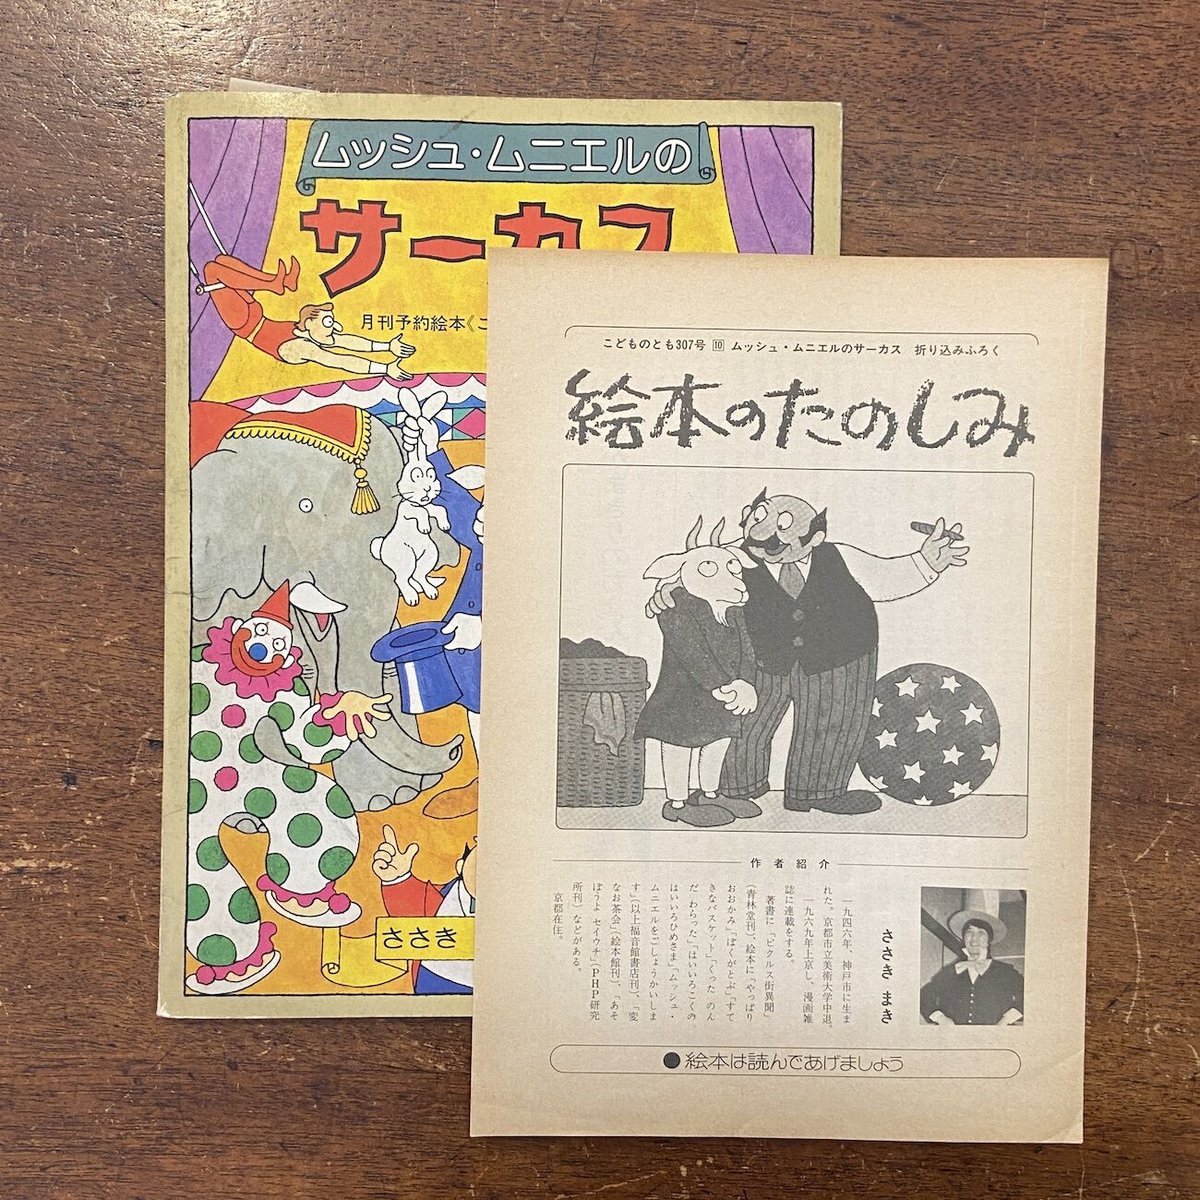 ムッシュ・ムニエルの
サーカス
月刊予約絵本《こ
ささき
こどものとも307号 10 ムッシュ・ムニエルのサーカス 折り込みふろく
絵本のたのしみ
作者紹介
ささき まき
一九四六年、神戸市に生ま
れた。京都市立美術大学中退。
一九六九年上京し、漫画雑
誌に連載をする。
著書に「ピクルス街異聞」
(青林堂刊)絵本に「やっぱり
おおかみ」「ぼくがとぶ」「すて
きなバスケット」「くった のん
だ わらった」「はいいろこくの
はいいろひめさま」「ムッシュ・
ムニエルをごしょうかいしま
す」(以上福音館書店刊)、「変
なお茶会」(絵本館刊)、「あそ
ぼうよ セイウチ」(PHP研究
所刊)などがある。
京都在住。
●絵本は読んであげましょう